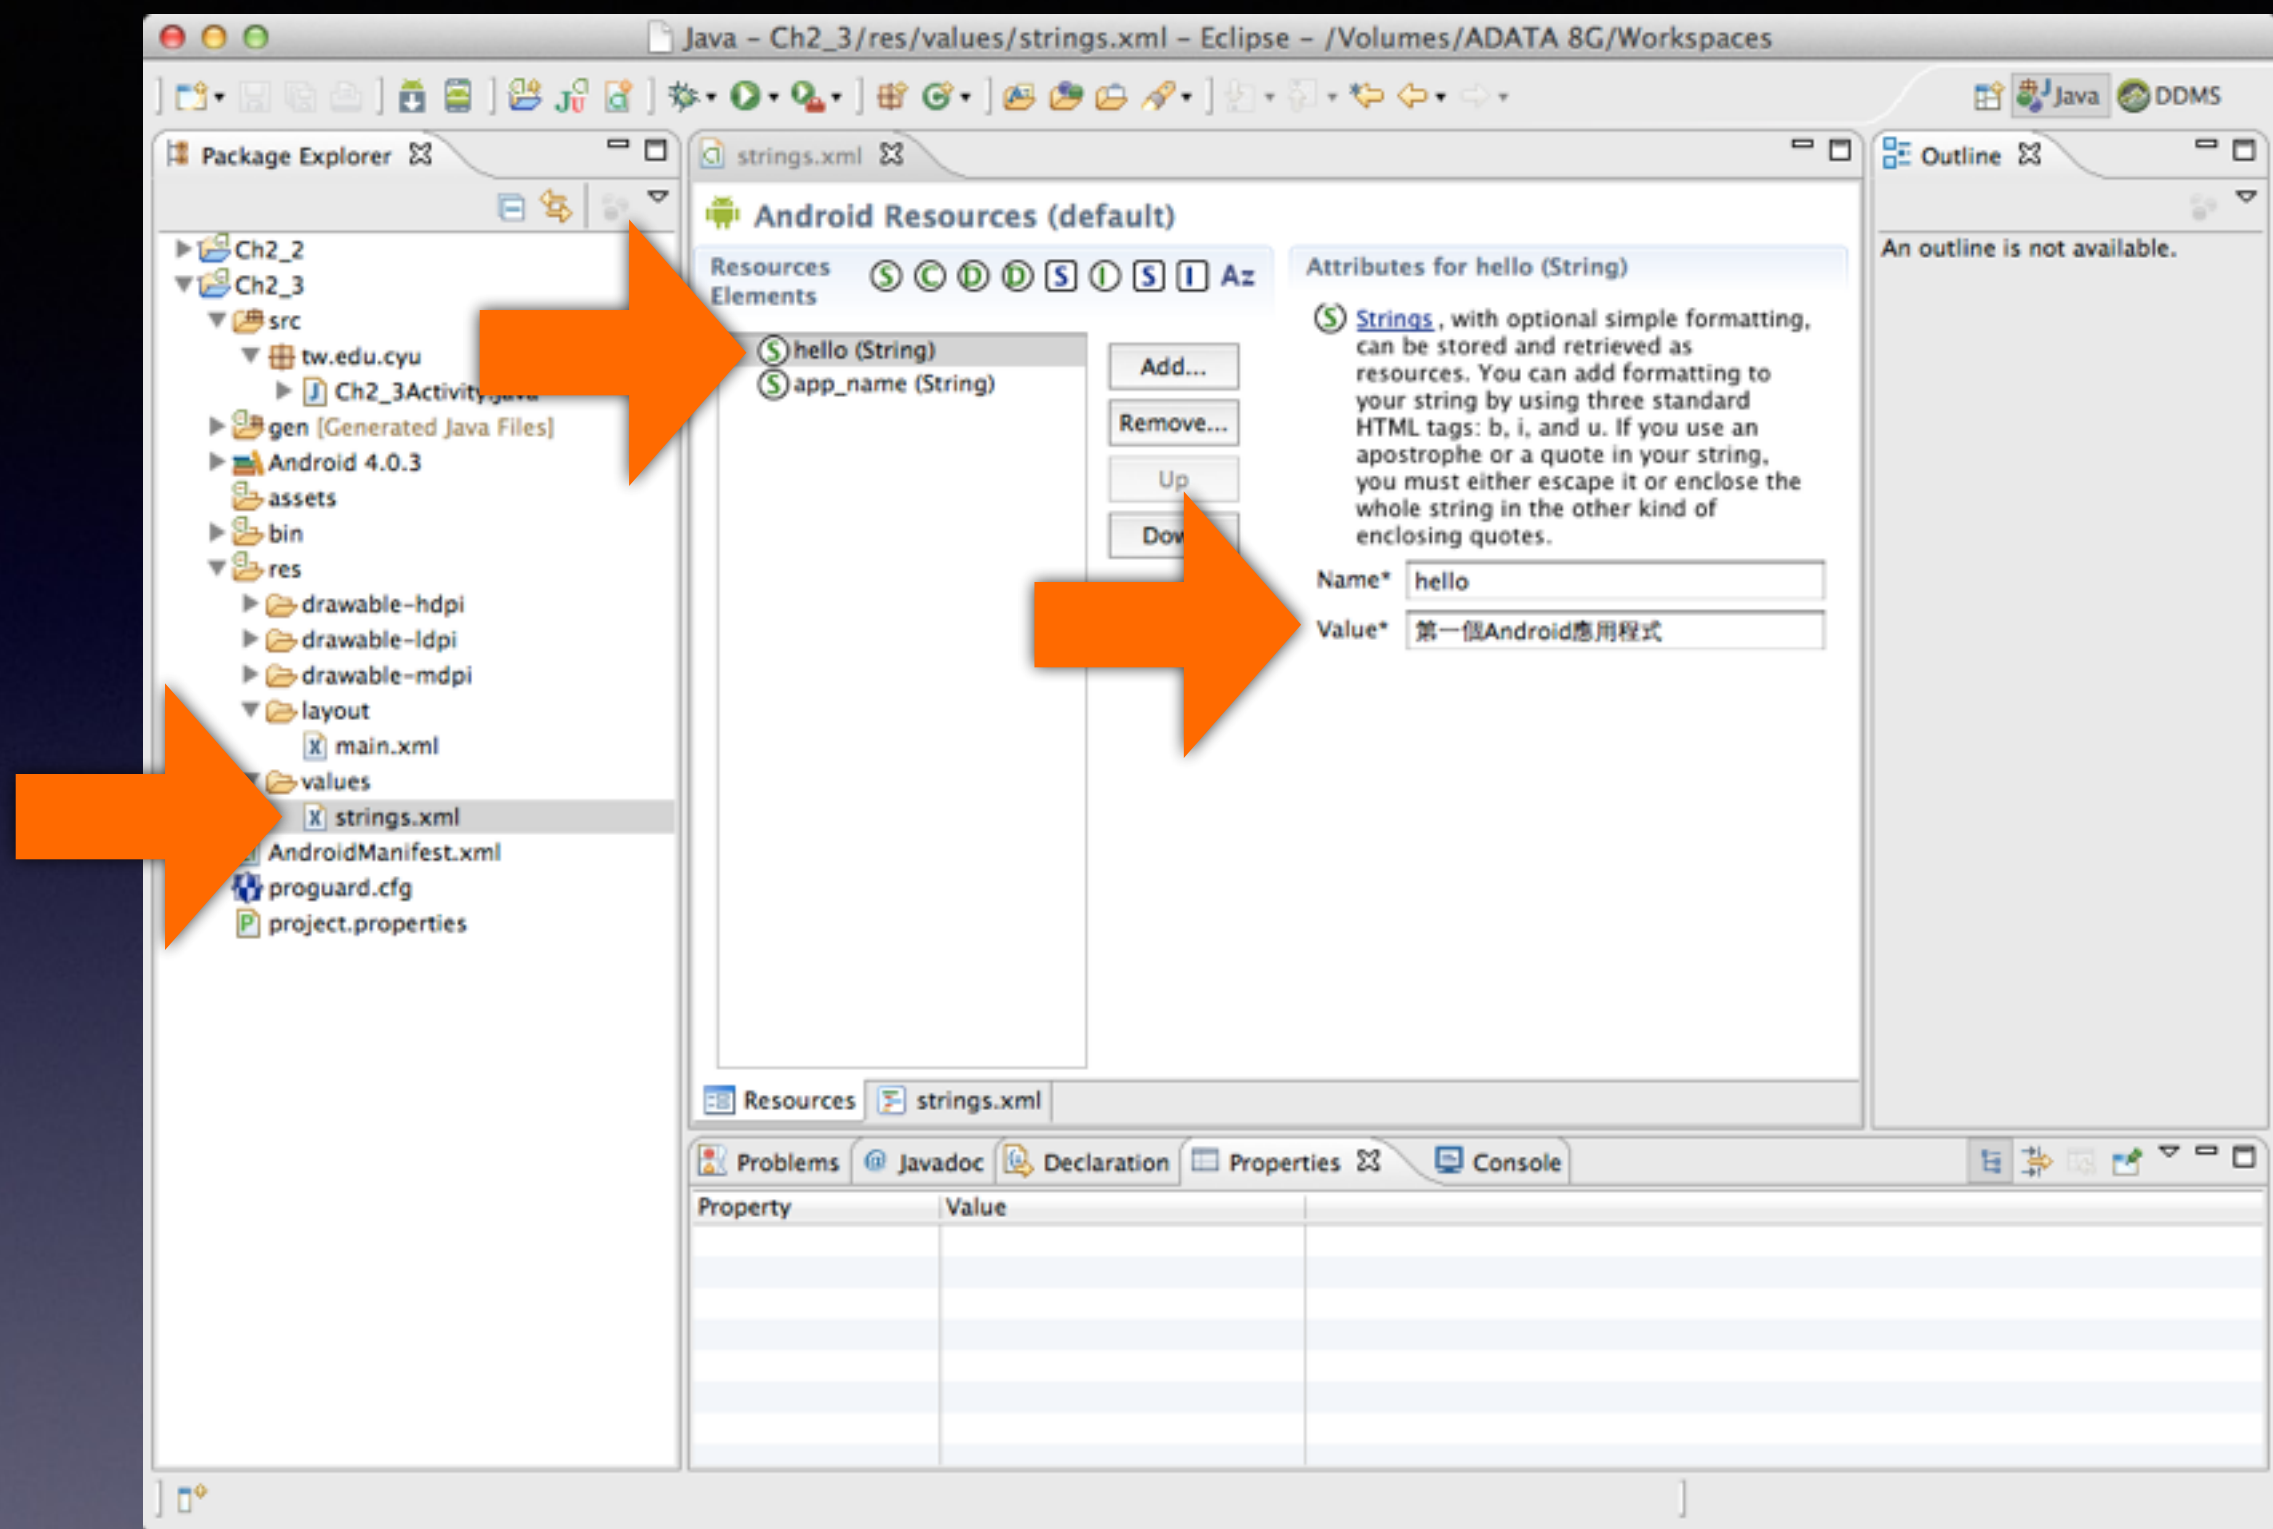 Java – Ch2_3/res/values/strings.xml – Eclipse – /Volumes/ADATA 8G/Workspaces
Java DDMS
Package Explorer
Ch2_2
Ch2_3
src
tw.edu.cyu
Ch2_3Activity.java
gen [Generated Java Files]
Android 4.0.3
assets
bin
res
drawable-hdpi
drawable-ldpi
drawable-mdpi
layout
main.xml
values
strings.xml
AndroidManifest.xml
proguard.cfg
project.properties
strings.xml
Android Resources (default)
Resources
Elements
S C D D S I S I Az
hello (String)
app_name (String)
Add...
Remove...
Up
Attributes for hello (String)
Strings, with optional simple formatting,
can be stored and retrieved as
resources. You can add formatting to
your string by using three standard
HTML tags: b, i, and u. If you use an
apostrophe or a quote in your string,
you must either escape it or enclose the
whole string in the other kind of
enclosing quotes.
Name* hello
Value* 第一個Android應用程式
Resources strings.xml
Outline
An outline is not available.
Problems @ Javadoc Declaration Properties Console
Property Value